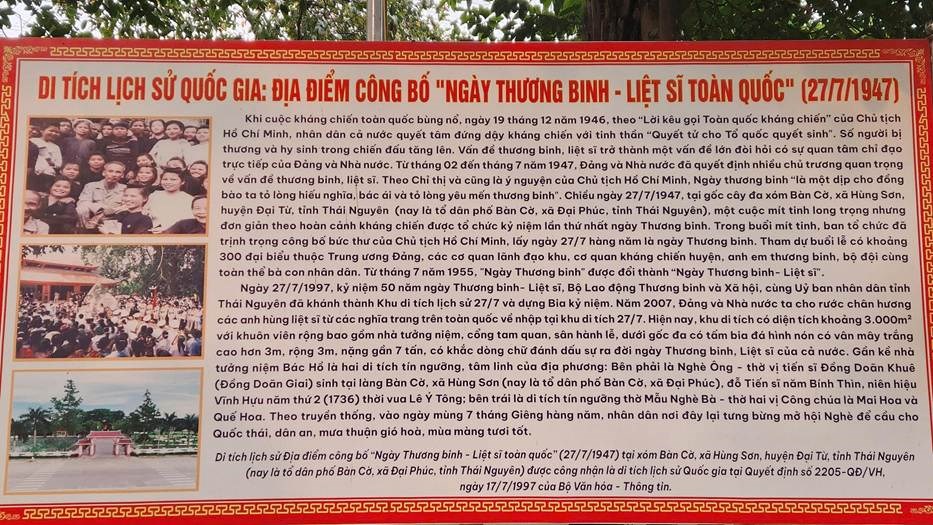 DI TÍCH LỊCH SỬ QUỐC GIA: ĐỊA ĐIỂM CÔNG BỐ "NGÀY THƯƠNG BINH - LIỆT SĨ TOÀN QUỐC" (27/7/1947)
Khi cuộc kháng chiến toàn quốc bùng nổ, ngày 19 tháng 12 năm 1946, theo “Lời kêu gọi Toàn quốc kháng chiến” của Chủ tịch
Hồ Chí Minh, nhân dân cả nước quyết tâm đứng dậy kháng chiến với tinh thần “Quyết tử cho Tổ quốc quyết sinh”. Số người bị
thương và hy sinh trong chiến đấu tăng lên. Vấn đề thương binh, liệt sĩ trở thành một vấn đề lớn đòi hỏi có sự quan tâm chỉ đạo
trực tiếp của Đảng và Nhà nước. Từ tháng 02 đến tháng 7 năm 1947, Đảng và Nhà nước đã quyết định nhiều chủ trương quan trọng
về vấn đề thương binh, liệt sĩ. Theo Chỉ thị và cũng là ý nguyện của Chủ tịch Hồ Chí Minh, Ngày thương binh “là một dịp cho đồng
bào ta tỏ lòng hiếu nghĩa, bác ái và tỏ lòng yêu mến thương binh”. Chiều ngày 27/7/1947, tại gốc cây đa xóm Bàn Cờ, xã Hùng Sơn,
huyện Đại Từ, tỉnh Thái Nguyên (nay là tổ dân phố Bàn Cờ, xã Đại Phúc, tỉnh Thái Nguyên), một cuộc mít tinh long trọng nhưng
đơn giản theo hoàn cảnh kháng chiến được tổ chức kỷ niệm lần thứ nhất ngày Thương binh. Trong buổi mít tinh, ban tổ chức đã
trịnh trọng công bố bức thư của Chủ tịch Hồ Chí Minh, lấy ngày 27/7 hàng năm là ngày Thương binh. Tham dự buổi lễ có khoảng
300 đại biểu thuộc Trung ương Đảng, các cơ quan lãnh đạo khu, cơ quan kháng chiến huyện, anh em thương binh, bộ đội cùng
toàn thể bà con nhân dân. Từ tháng 7 năm 1955, "Ngày Thương binh" được đổi thành “Ngày Thương binh- Liệt sĩ”.
Ngày 27/7/1997, kỷ niệm 50 năm ngày Thương binh- Liệt sĩ, Bộ Lao động Thương binh và Xã hội, cùng Uỷ ban nhân dân tỉnh
Thái Nguyên đã khánh thành Khu di tích lịch sử 27/7 và dựng Bia kỷ niệm. Năm 2007, Đảng và Nhà nước ta cho rước chân hương
các anh hùng liệt sĩ từ các nghĩa trang trên toàn quốc về nhập tại khu di tích 27/7. Hiện nay, khu di tích có diện tích khoảng 3.000m²
với khuôn viên rộng bao gồm nhà tưởng niệm, cổng tam quan, sân hành lễ, dưới gốc đa có tấm bia đá hình nón có vân mây trắng
cao hơn 3m, rộng 3m, nặng gần 7 tấn, có khắc dòng chữ đánh dấu sự ra đời ngày Thương binh, Liệt sĩ của cả nước. Gần kề nhà
tưởng niệm Bác Hồ là hai di tích tín ngưỡng, tâm linh của địa phương: Bên phải là Nghè Ông - thờ vị tiến sĩ Đồng Doãn Khuê
(Đồng Doãn Giai) sinh tại làng Bàn Cờ, xã Hùng Sơn (nay là tổ dân phố Bàn Cờ, xã Đại Phúc), đỗ Tiến sĩ năm Bính Thìn, niên hiệu
Vĩnh Hựu năm thứ 2 (1736) thời vua Lê Ý Tông; bên trái là di tích tín ngưỡng thờ Mẫu Nghè Bà - thờ hai vị Công chúa là Mai Hoa và
Quế Hoa. Theo truyền thống, vào ngày mùng 7 tháng Giêng hàng năm, nhân dân nơi đây lại tưng bừng mở hội Nghè để cầu cho
Quốc thái, dân an, mưa thuận gió hoà, mùa màng tươi tốt.
Di tích lịch sử Địa điểm công bố “Ngày Thương binh - Liệt sĩ toàn quốc” (27/7/1947) tại xóm Bàn Cờ, xã Hùng Sơn, huyện Đại Từ, tỉnh Thái Nguyên
(nay là tổ dân phố Bàn Cờ, xã Đại Phúc, tỉnh Thái Nguyên) được công nhận là di tích lịch sử Quốc gia tại Quyết định số 2205-QĐ/VH,
ngày 17/7/1997 của Bộ Văn hóa - Thông tin.